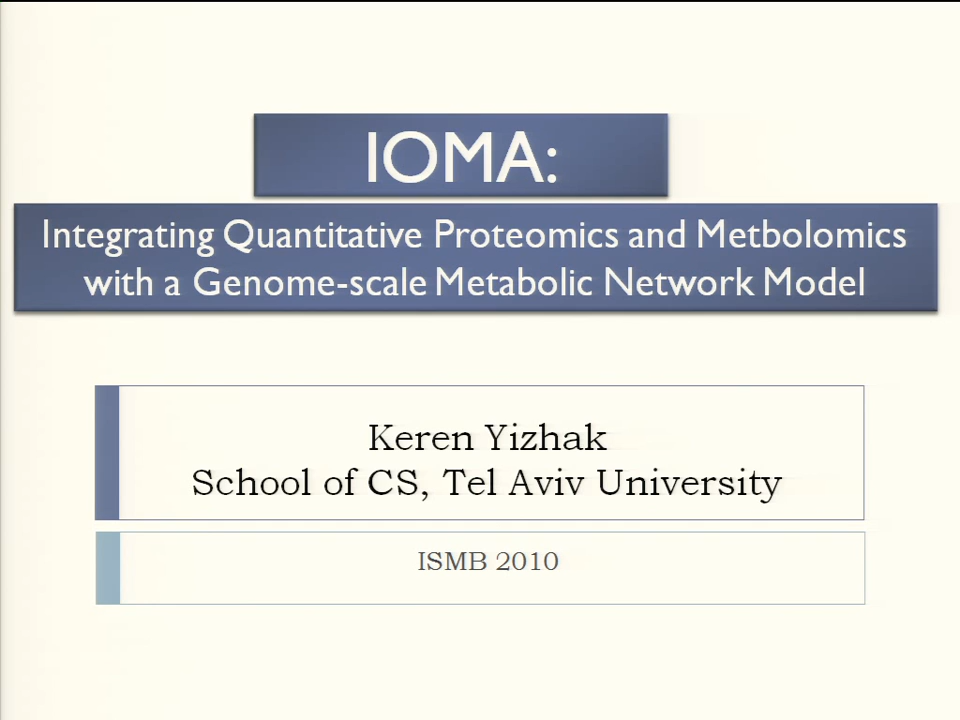 IOMA:
Integrating Quantitative Proteomics and Metbolomics
with a Genome-scale Metabolic Network Model
Keren Yizhak
School of CS, Tel Aviv University
ISMB 2010